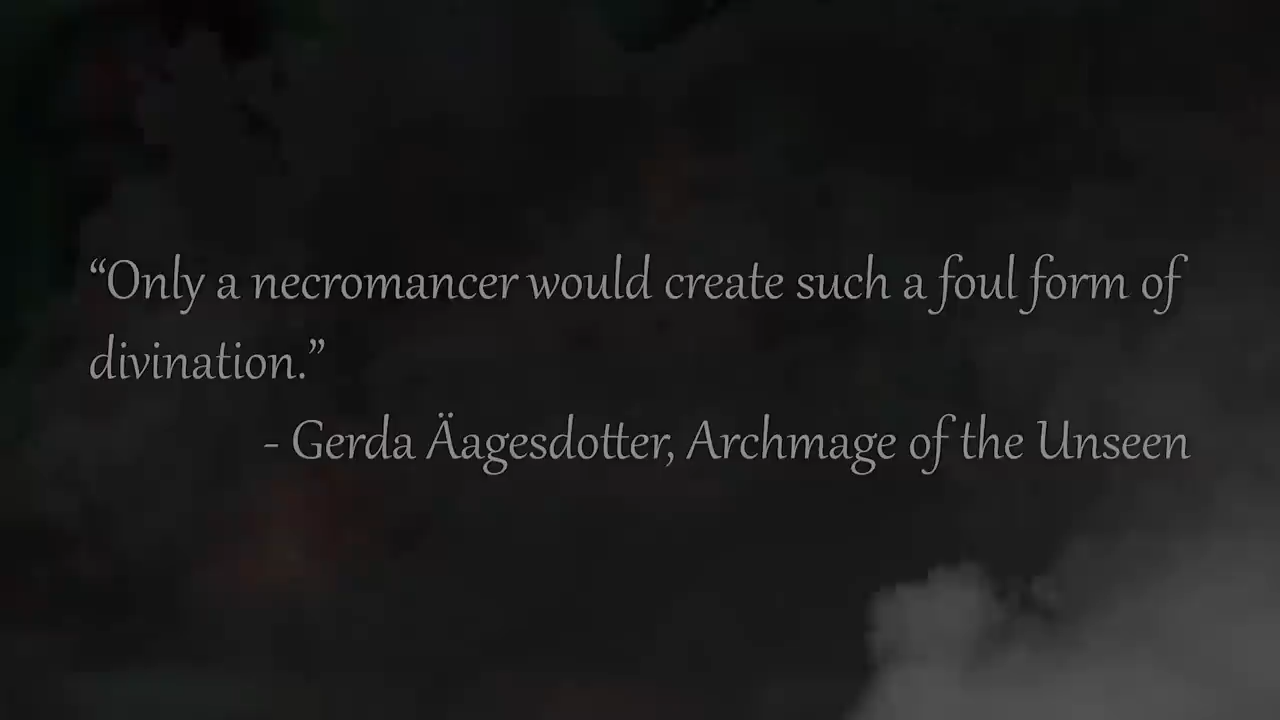 “Only a necromancer would create such a foul form of
divination.”
- Gerda Äagesdotter, Archmage of the Unseen